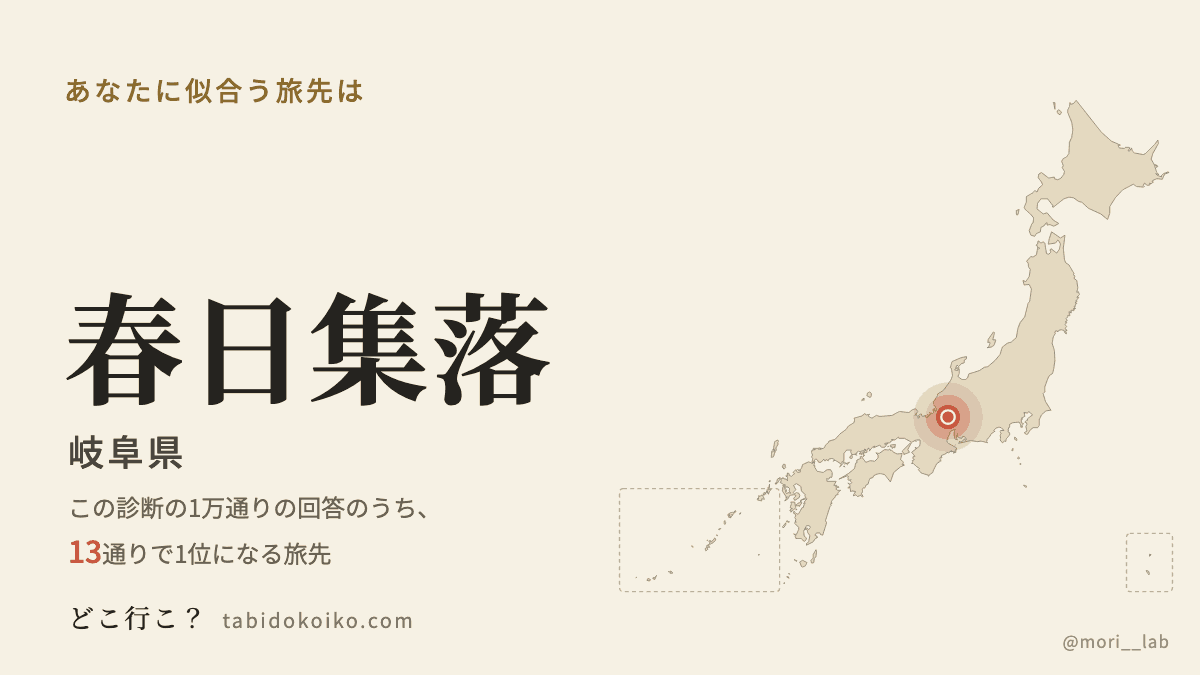 あなたに似合う旅先は
春日集落
岐阜県
この診断の1万通りの回答のうち、
13通りで1位になる旅先
どこ行こ？ tabidokoiko.com
@mori__lab